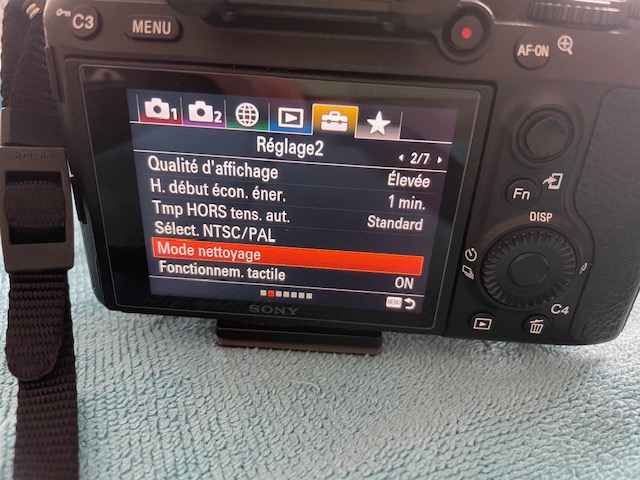 C3
MENU
AF-ON
1
2
Réglage2
2/7
Qualité d'affichage Élevée
H. début écon. éner. 1 min.
Tmp HORS tens. aut. Standard
Sélect. NTSC/PAL
Mode nettoyage
Fonctionnem. tactile ON
MENU
SONY
Fn
DISP
C4